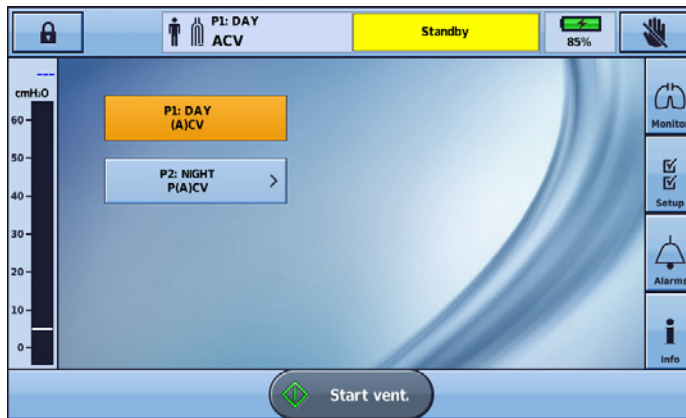 P1: DAY
ACV
Standby
85%
---
cmH₂O
60
50
40
30
20
10
0
P1: DAY
(A)CV
P2: NIGHT
P(A)CV
Monitor
Setup
Alarms
Info
Start vent.